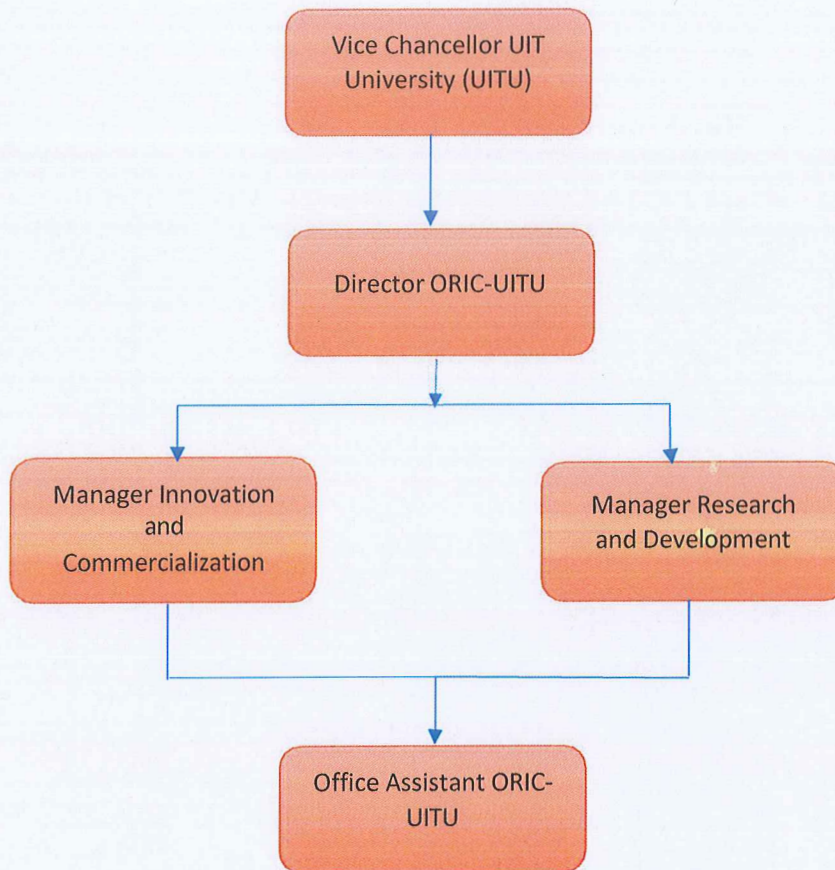 Vice Chancellor UIT
University (UITU)
Director ORIC-UITU
Manager Innovation
and
Commercialization
Manager Research
and Development
Office Assistant ORIC-
UITU